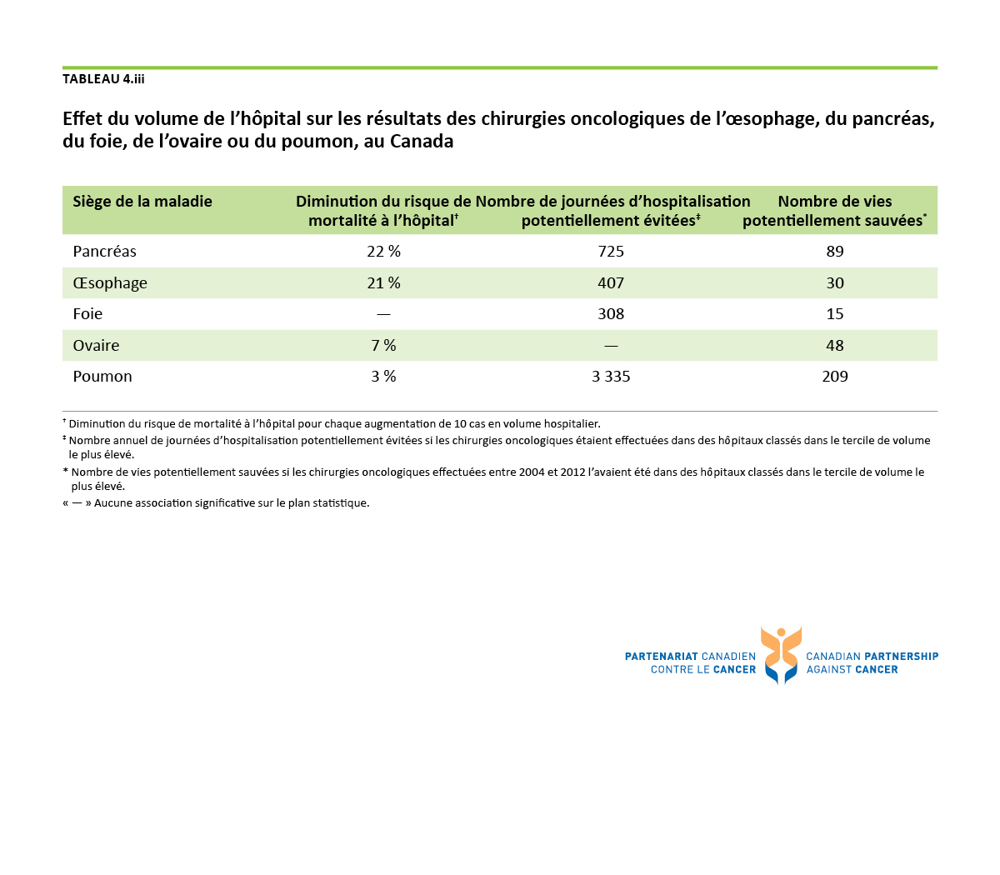 TABLEAU 4.iii
Effet du volume de l’hôpital sur les résultats des chirurgies oncologiques de l’œsophage, du pancréas,
du foie, de l’ovaire ou du poumon, au Canada
Siège de la maladie Diminution du risque de Nombre de journées d’hospitalisation Nombre de vies
mortalité à l’hôpital† potentiellement évitées‡ potentiellement sauvées*
Pancréas 22 % 725 89
Œsophage 21 % 407 30
Foie — 308 15
Ovaire 7 % — 48
Poumon 3 % 3 335 209
† Diminution du risque de mortalité à l’hôpital pour chaque augmentation de 10 cas en volume hospitalier.
‡ Nombre annuel de journées d’hospitalisation potentiellement évitées si les chirurgies oncologiques étaient effectuées dans des hôpitaux classés dans le tercile de volume
le plus élevé.
* Nombre de vies potentiellement sauvées si les chirurgies oncologiques effectuées entre 2004 et 2012 l’avaient été dans des hôpitaux classés dans le tercile de volume le
plus élevé.
« — » Aucune association significative sur le plan statistique.
PARTENARIAT CANADIEN CANADIAN PARTNERSHIP
CONTRE LE CANCER AGAINST CANCER